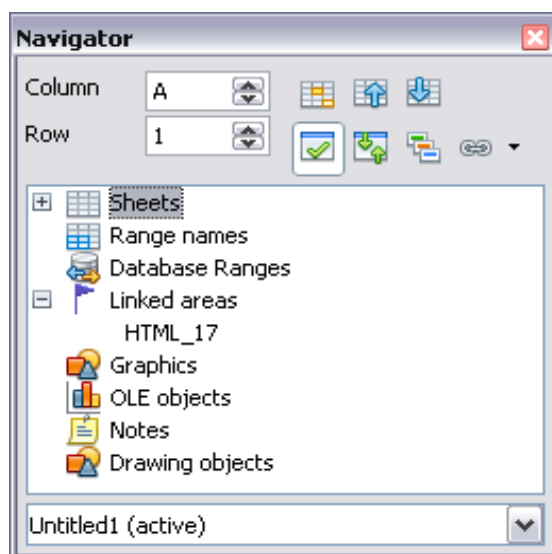 Navigator
Column A
Row 1
Sheets
Range names
Database Ranges
Linked areas
HTML_17
Graphics
OLE objects
Notes
Drawing objects
Untitled1 (active)